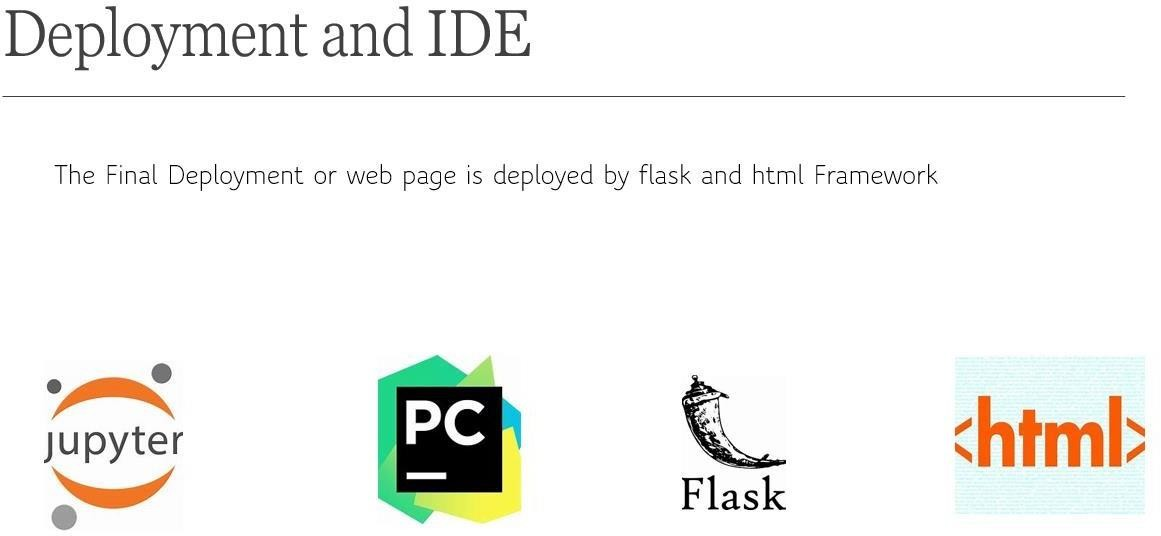 Deployment and IDE
The Final Deployment or web page is deployed by flask and html Framework
jupyter
PC
Flask
<html>